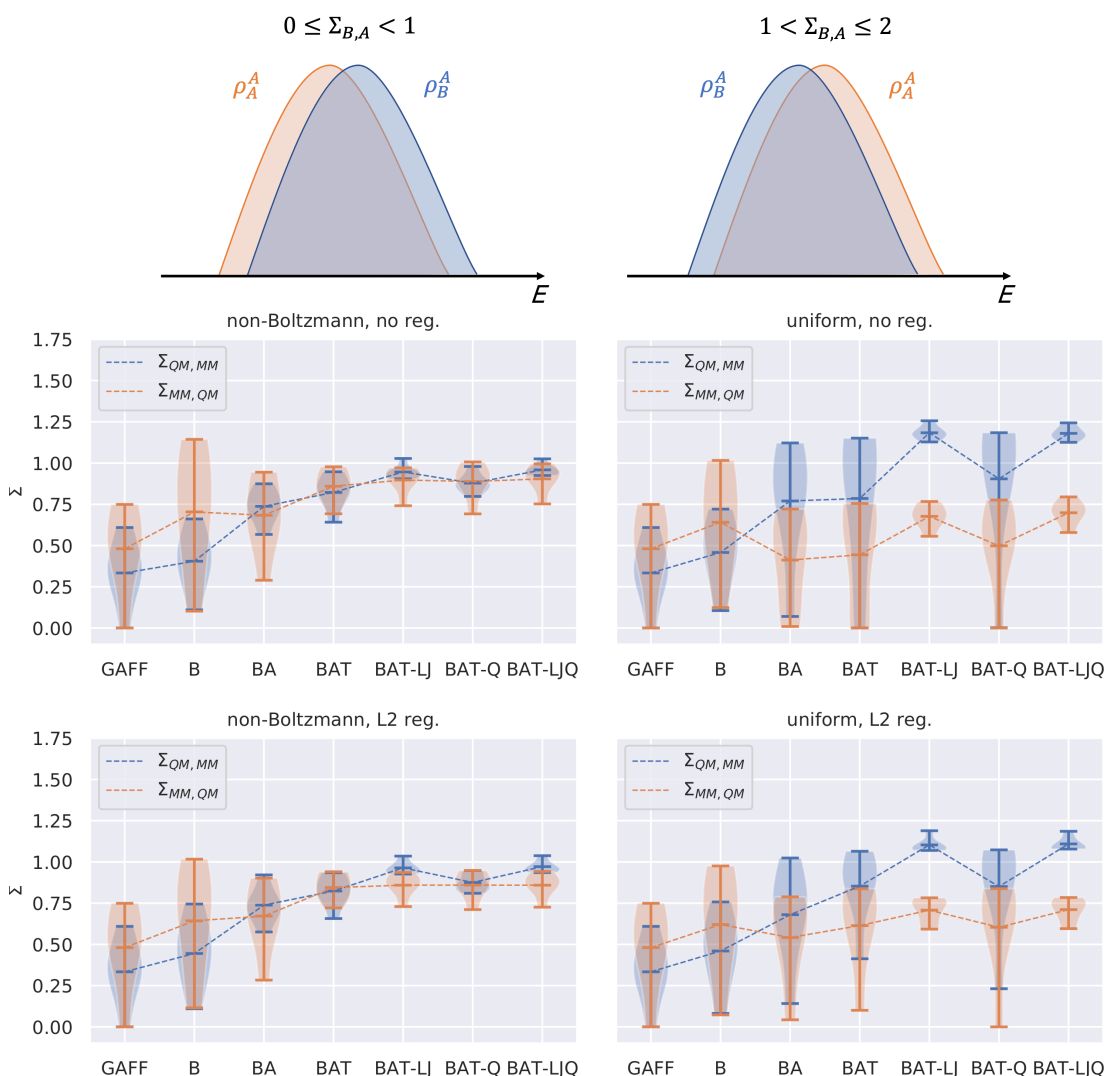 0 ≤ Σ_{B,A} < 1
1 < Σ_{B,A} ≤ 2
ρ_A^A ρ_B^A
ρ_B^A ρ_A^A
E
E
non-Boltzmann, no reg.
uniform, no reg.
Σ
1.75
1.50
1.25
1.00
0.75
0.50
0.25
0.00
Σ_{QM, MM}
Σ_{MM, QM}
Σ_{QM, MM}
Σ_{MM, QM}
GAFF B BA BAT BAT-LJ BAT-Q BAT-LJQ
GAFF B BA BAT BAT-LJ BAT-Q BAT-LJQ
non-Boltzmann, L2 reg.
uniform, L2 reg.
Σ
1.75
1.50
1.25
1.00
0.75
0.50
0.25
0.00
Σ_{QM, MM}
Σ_{MM, QM}
Σ_{QM, MM}
Σ_{MM, QM}
GAFF B BA BAT BAT-LJ BAT-Q BAT-LJQ
GAFF B BA BAT BAT-LJ BAT-Q BAT-LJQ